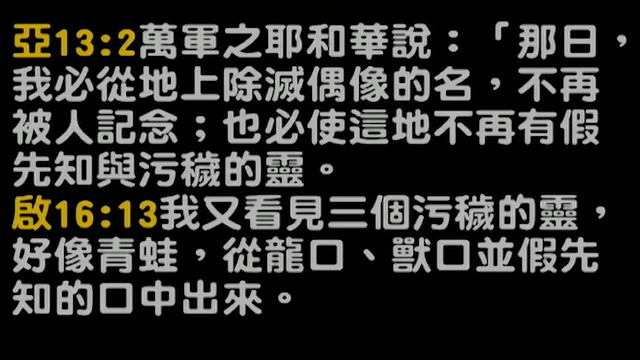 亞13:2萬軍之耶和華說：「那日，
我必從地上除滅偶像的名，不再
被人記念；也必使這地不再有假
先知與污穢的靈。
啟16:13我又看見三個污穢的靈，
好像青蛙，從龍口、獸口並假先
知的口中出來。